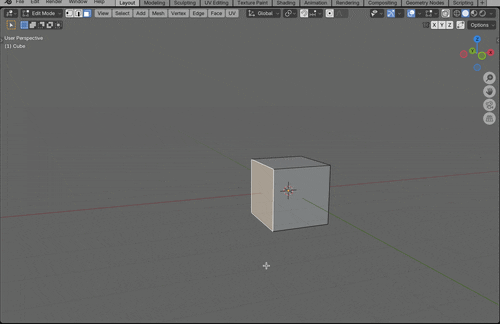 File Edit Render Window Help Layout Modeling Sculpting UV Editing Texture Paint Shading Animation Rendering Compositing Geometry Nodes Scripting +
Edit Mode View Select Add Mesh Vertex Edge Face UV Global
X Y Z Options
User Perspective
(1) Cube